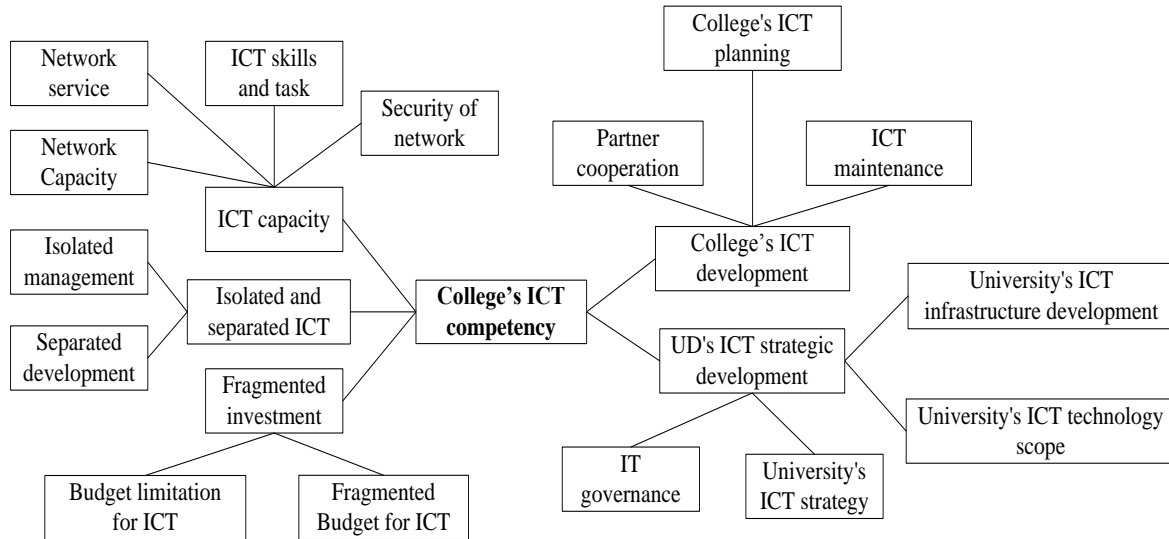 College's ICT
planning
Network
service
ICT skills
and task
Security of
network
Partner
cooperation
ICT
maintenance
Network
Capacity
ICT capacity
College’s ICT
development
Isolated
management
Isolated and
separated ICT
College’s ICT
competency
University's ICT
infrastructure development
Separated
development
UD's ICT strategic
development
Fragmented
investment
University's ICT technology
scope
IT
governance
University's
ICT strategy
Budget limitation
for ICT
Fragmented
Budget for ICT